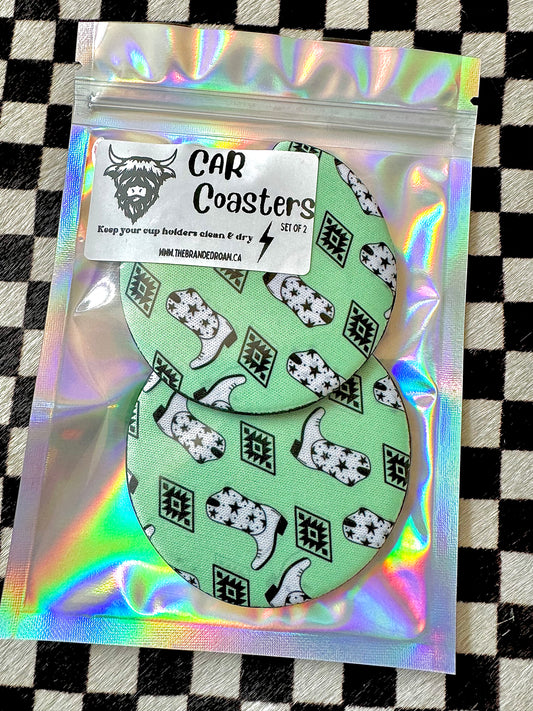 CAR
Coasters
SET OF 2
Keep your cup holders clean & dry
WWW.THEBRANDEDROAN.CA